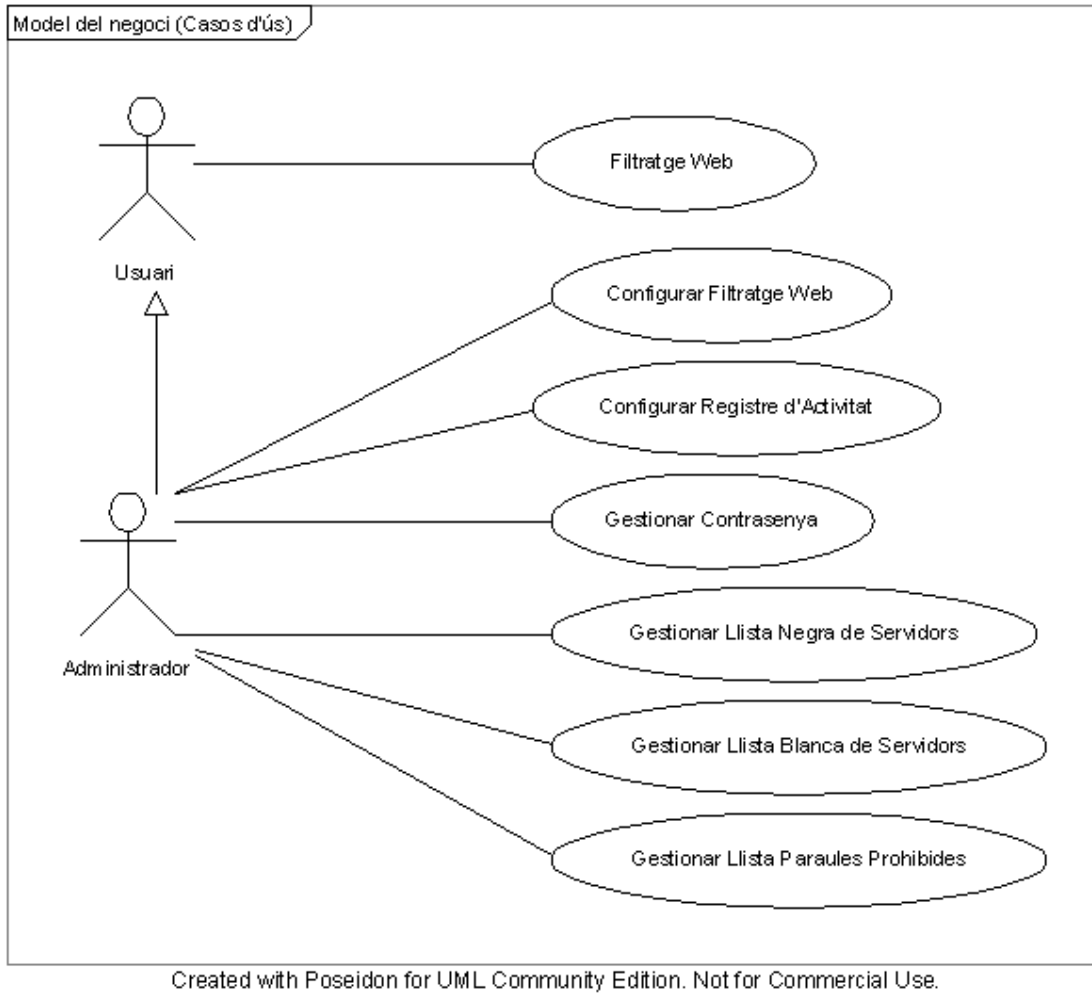 Model del negoci (Casos d'ús)
Filtratge Web
Usuari
Configurar Filtratge Web
Configurar Registre d'Activitat
Gestionar Contrasenya
Gestionar Llista Negra de Servidors
Administrador
Gestionar Llista Blanca de Servidors
Gestionar Llista Paraules Prohibides
Created with Poseidon for UML Community Edition. Not for Commercial Use.